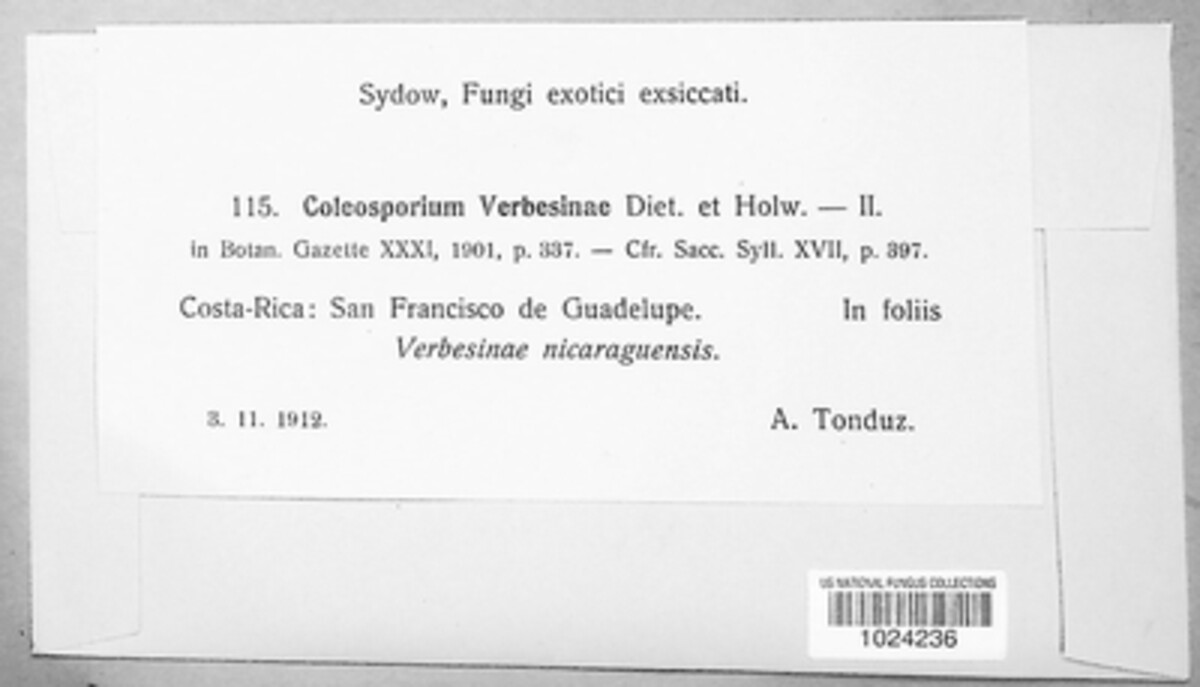 Sydow, Fungi exotici exsiccati.
115. Coleosporium Verbesinae Diet. et Holw. — II.
in Botan. Gazette XXXI, 1901, p. 337. — Cfr. Sacc. Syll. XVII, p. 397.
Costa-Rica: San Francisco de Guadelupe. In foliis
Verbesinae nicaraguensis.
3. 11. 1912. A. Tonduz.
US NATIONAL FUNGUS COLLECTIONS
1024236